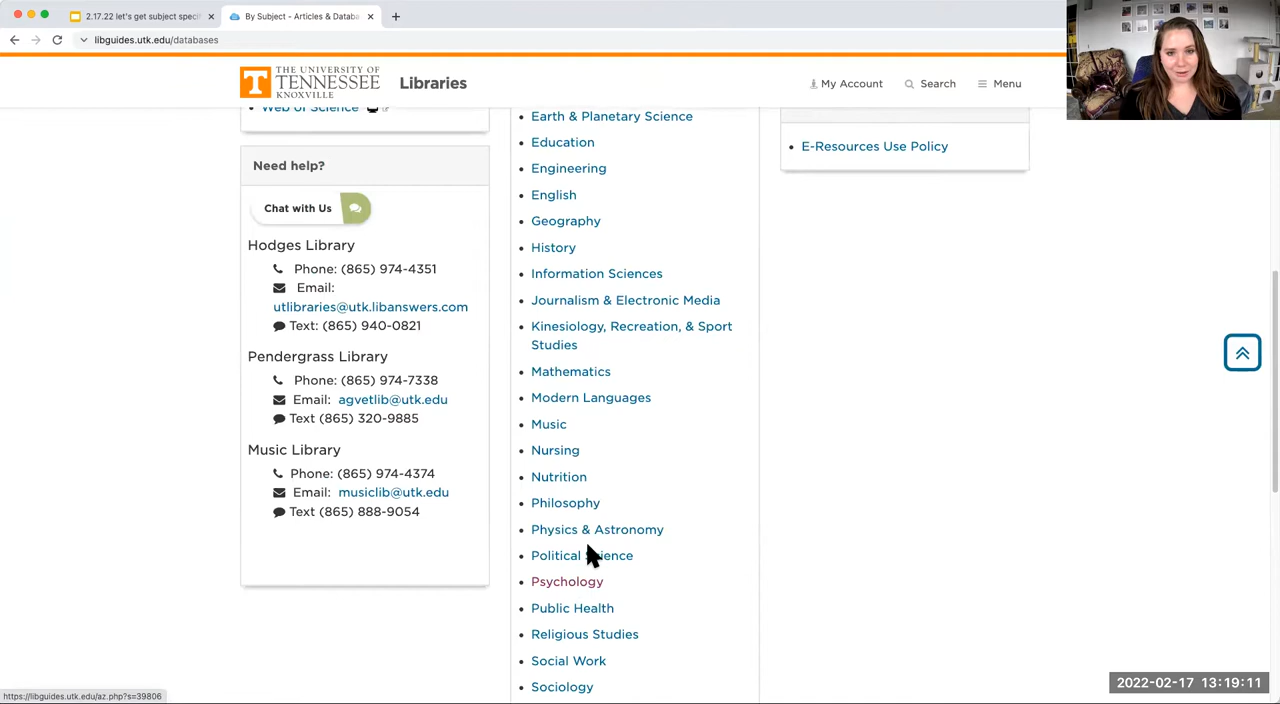 2.17.22 let's get subject speci
By Subject - Articles & Databa
libguides.utk.edu/databases
T
THE UNIVERSITY OF
TENNESSEE
KNOXVILLE
Libraries
My Account
Search
Menu
Web of Science
Need help?
Chat with Us
Hodges Library
Phone: (865) 974-4351
Email:
utlibraries@utk.libanswers.com
Text: (865) 940-0821
Pendergrass Library
Phone: (865) 974-7338
Email: agvetlib@utk.edu
Text (865) 320-9885
Music Library
Phone: (865) 974-4374
Email: musiclib@utk.edu
Text (865) 888-9054
Earth & Planetary Science
Education
Engineering
English
Geography
History
Information Sciences
Journalism & Electronic Media
Kinesiology, Recreation, & Sport
Studies
Mathematics
Modern Languages
Music
Nursing
Nutrition
Philosophy
Physics & Astronomy
Political Science
Psychology
Public Health
Religious Studies
Social Work
Sociology
E-Resources Use Policy
https://libguides.utk.edu/az.php?s=39806
2022-02-17 13:19:11